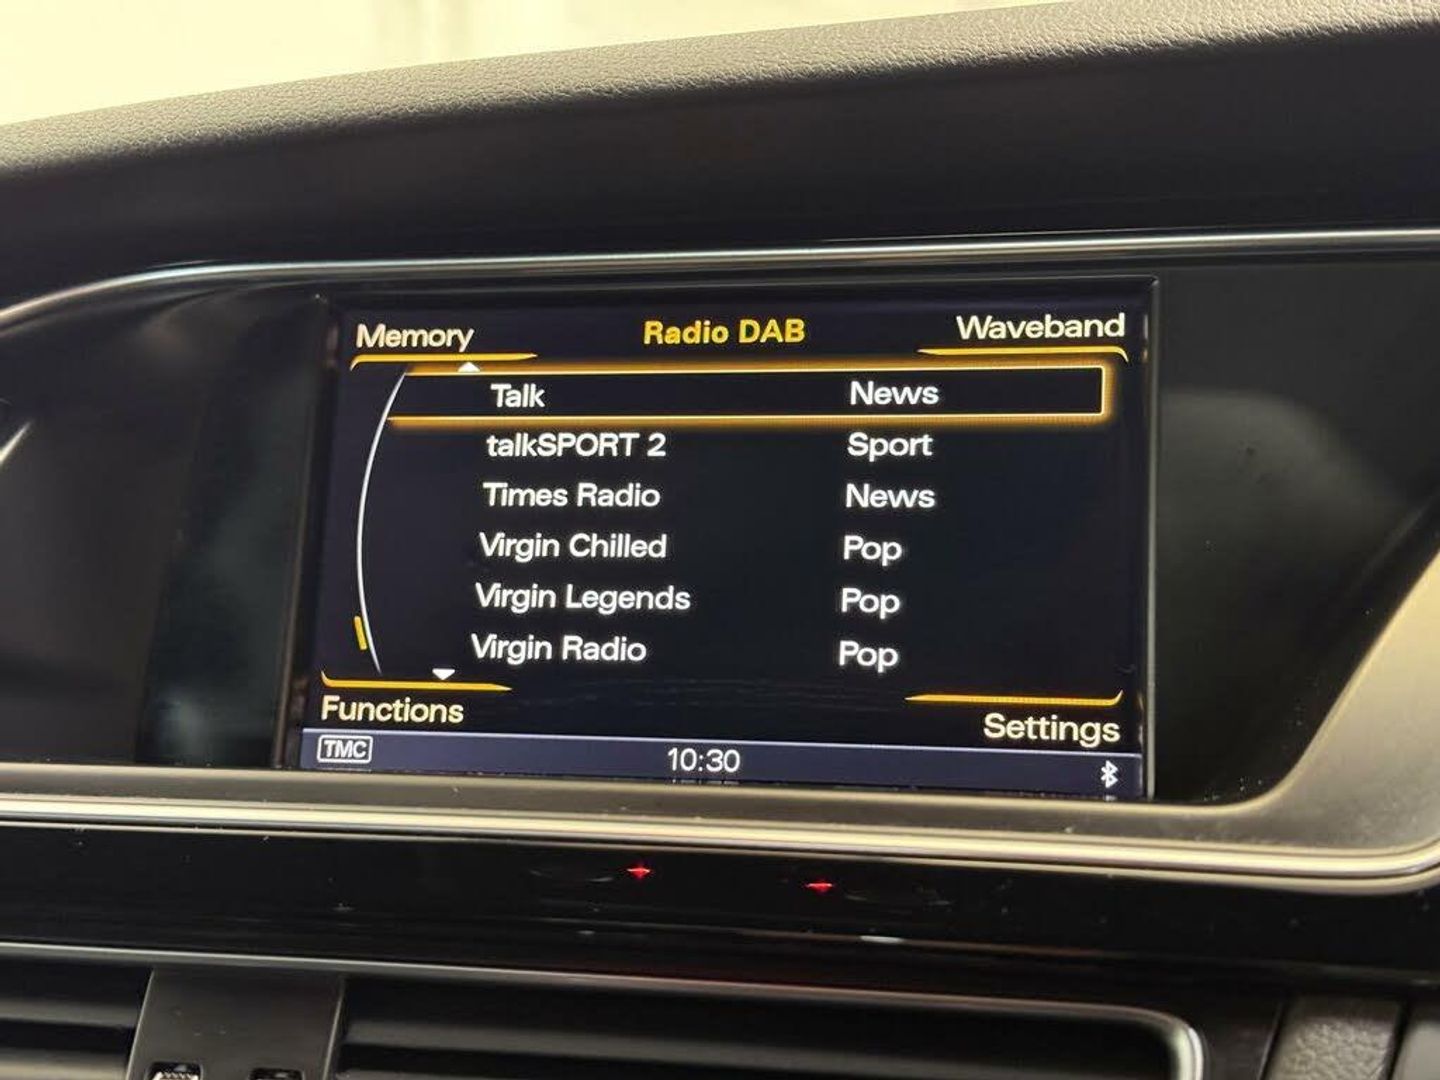 Memory Radio DAB Waveband
Talk News
talkSPORT 2 Sport
Times Radio News
Virgin Chilled Pop
Virgin Legends Pop
Virgin Radio Pop
Functions Settings
TMC 10:30